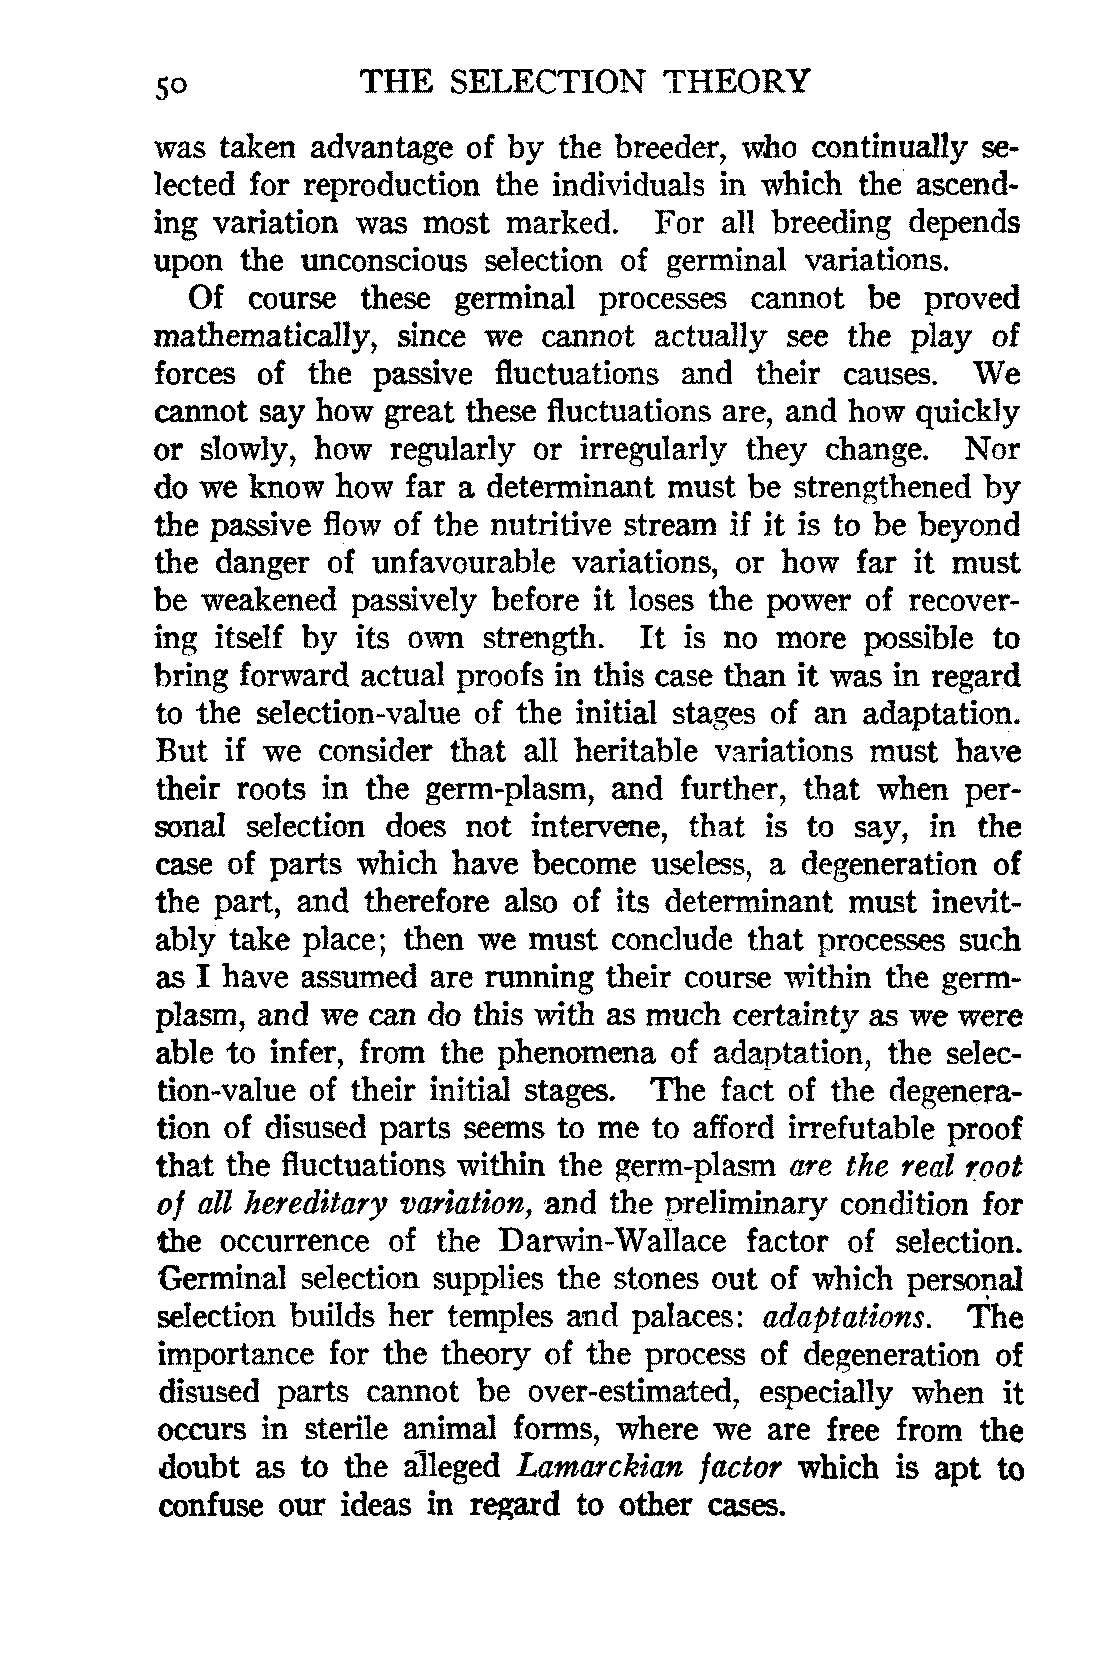 50 THE SELECTION THEORY
was taken advantage of by the breeder, who continually se-
lected for reproduction the individuals in which the ascend-
ing variation was most marked. For all breeding depends
upon the unconscious selection of germinal variations.
Of course these germinal processes cannot be proved
mathematically, since we cannot actually see the play of
forces of the passive fluctuations and their causes. We
cannot say how great these fluctuations are, and how quickly
or slowly, how regularly or irregularly they change. Nor
do we know how far a determinant must be strengthened by
the passive flow of the nutritive stream if it is to be beyond
the danger of unfavourable variations, or how far it must
be weakened passively before it loses the power of recover-
ing itself by its own strength. It is no more possible to
bring forward actual proofs in this case than it was in regard
to the selection-value of the initial stages of an adaptation.
But if we consider that all heritable variations must have
their roots in the germ-plasm, and further, that when per-
sonal selection does not intervene, that is to say, in the
case of parts which have become useless, a degeneration of
the part, and therefore also of its determinant must inevit-
ably take place; then we must conclude that processes such
as I have assumed are running their course within the germ-
plasm, and we can do this with as much certainty as we were
able to infer, from the phenomena of adaptation, the selec-
tion-value of their initial stages. The fact of the degenera-
tion of disused parts seems to me to afford irrefutable proof
that the fluctuations within the germ-plasm are the real root
of all hereditary variation, and the preliminary condition for
the occurrence of the Darwin-Wallace factor of selection.
Germinal selection supplies the stones out of which personal
selection builds her temples and palaces: adaptations. The
importance for the theory of the process of degeneration of
disused parts cannot be over-estimated, especially when it
occurs in sterile animal forms, where we are free from the
doubt as to the alleged Lamarckian factor which is apt to
confuse our ideas in regard to other cases.